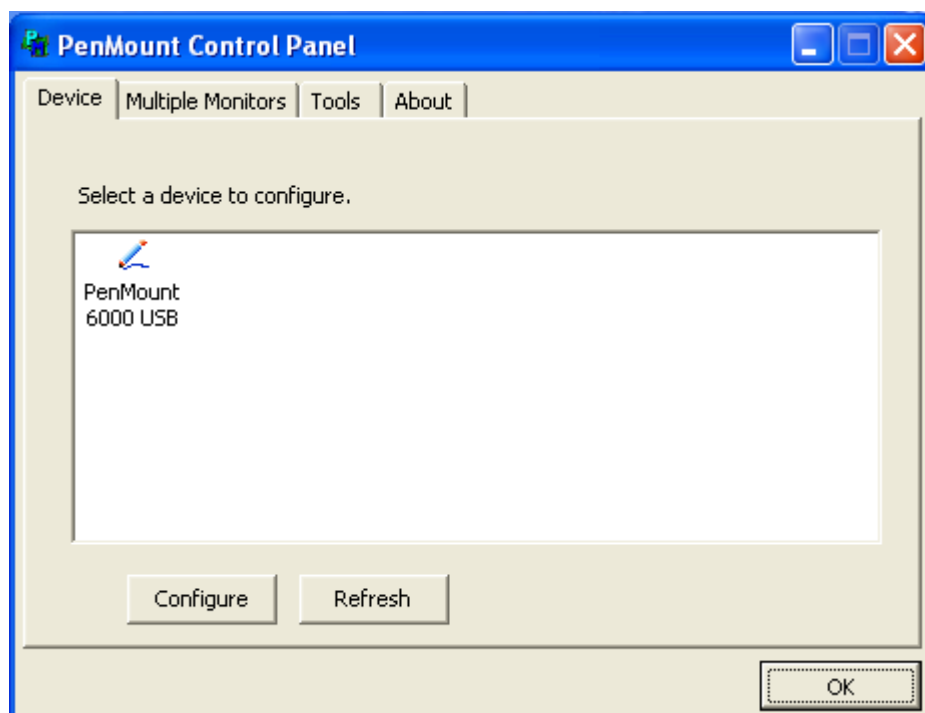 PenMount Control Panel
Device Multiple Monitors Tools About
Select a device to configure.
PenMount
6000 USB
Configure Refresh
OK